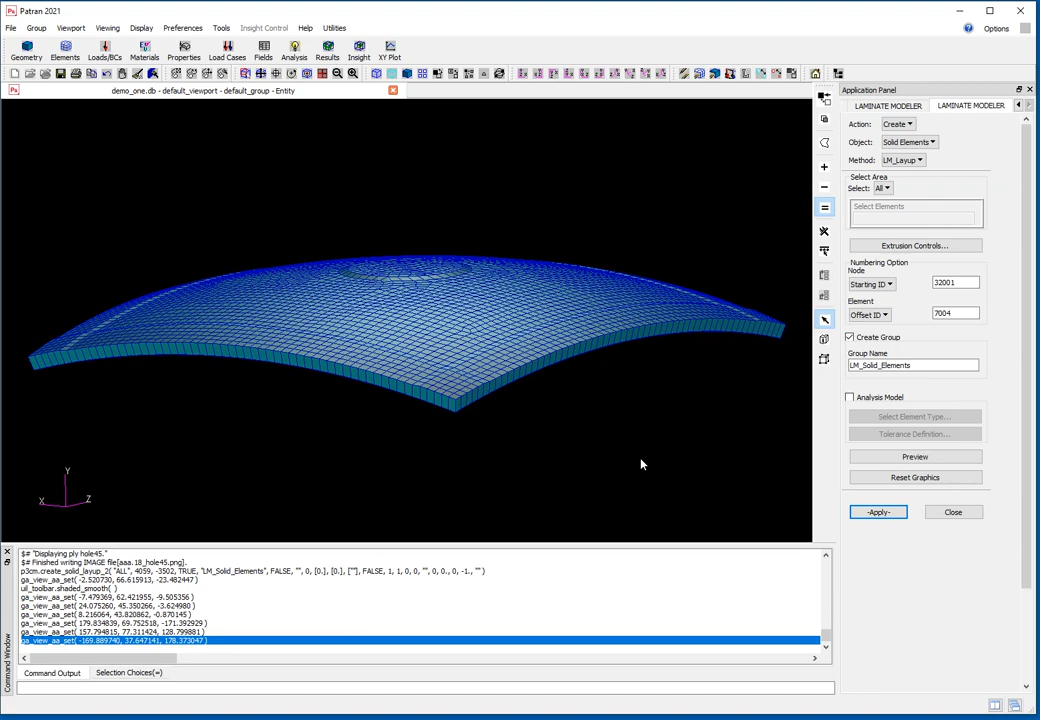 Patran 2021
File Group Viewport Viewing Display Preferences Tools Insight Control Help Utilities
Options
Geometry Elements Loads/BCs Materials Properties Load Cases Fields Analysis Results Insight XY Plot
demo_one.db - default_viewport - default_group - Entity
Application Panel
LAMINATE MODELER LAMINATE MODELER
Action: Create
Object: Solid Elements
Method: LM_Layup
Select Area
Select: All
Select Elements
Extrusion Controls...
Numbering Option
Node
Starting ID 32001
Element
Offset ID 7004
Create Group
Group Name
LM_Solid_Elements
Analysis Model
Select Element Type...
Tolerance Definition...
Preview
Reset Graphics
-Apply- Close
Y
X Z
$# "Displaying ply hole45."
$# Finished writing IMAGE file[aaa.18_hole45.png].
p3cm.create_solid_layup_2( "ALL", 4059, -3502, TRUE, "LM_Solid_Elements", FALSE, "", 0, [0.], [0.], [""], FALSE, 1, 1, 0, 0, "", 0, 0., 0, -1., "" )
ga_view_aa_set( -2.520730, 66.615913, -23.482447 )
uil_toolbar.shaded_smooth( )
ga_view_aa_set( -7.479369, 62.421955, -9.505356 )
ga_view_aa_set( 24.075260, 45.350266, -3.624980 )
ga_view_aa_set( 8.216064, 43.820862, -0.870145 )
ga_view_aa_set( 179.834839, 69.752518, -171.392929 )
ga_view_aa_set( 157.794815, 77.311424, 128.799881 )
ga_view_aa_set( -169.889740, 37.647141, 178.373047 )
Command Window
Command Output Selection Choices(=)